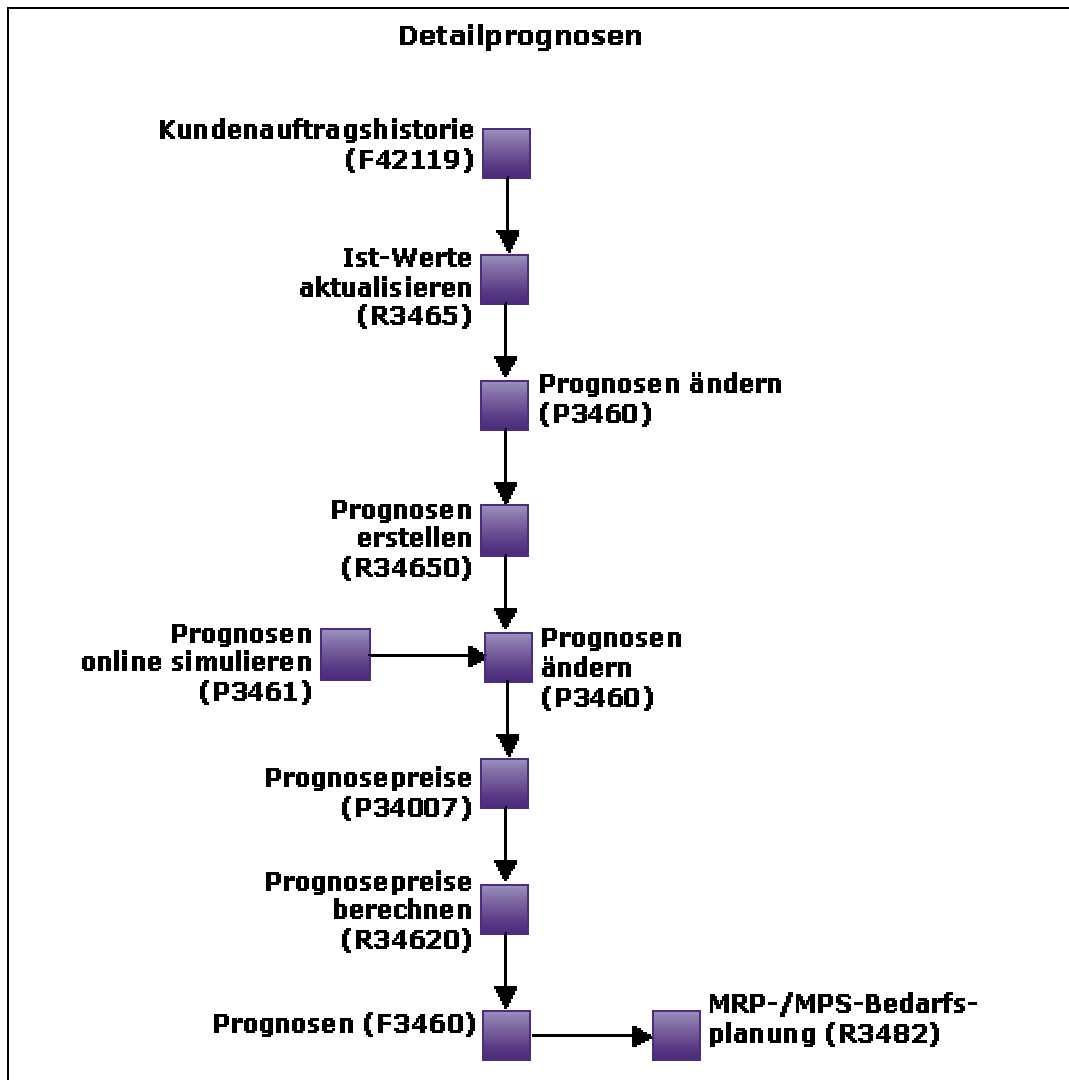 Detailprognosen
Kundenauftragshistorie
(F42119)
Ist-Werte
aktualisieren
(R3465)
Prognosen ändern
(P3460)
Prognosen
erstellen
(R34650)
Prognosen
online simulieren
(P3461)
Prognosen
ändern
(P3460)
Prognosepreise
(P34007)
Prognosepreise
berechnen
(R34620)
Prognosen (F3460)
MRP-/MPS-Bedarfs-
planung (R3482)